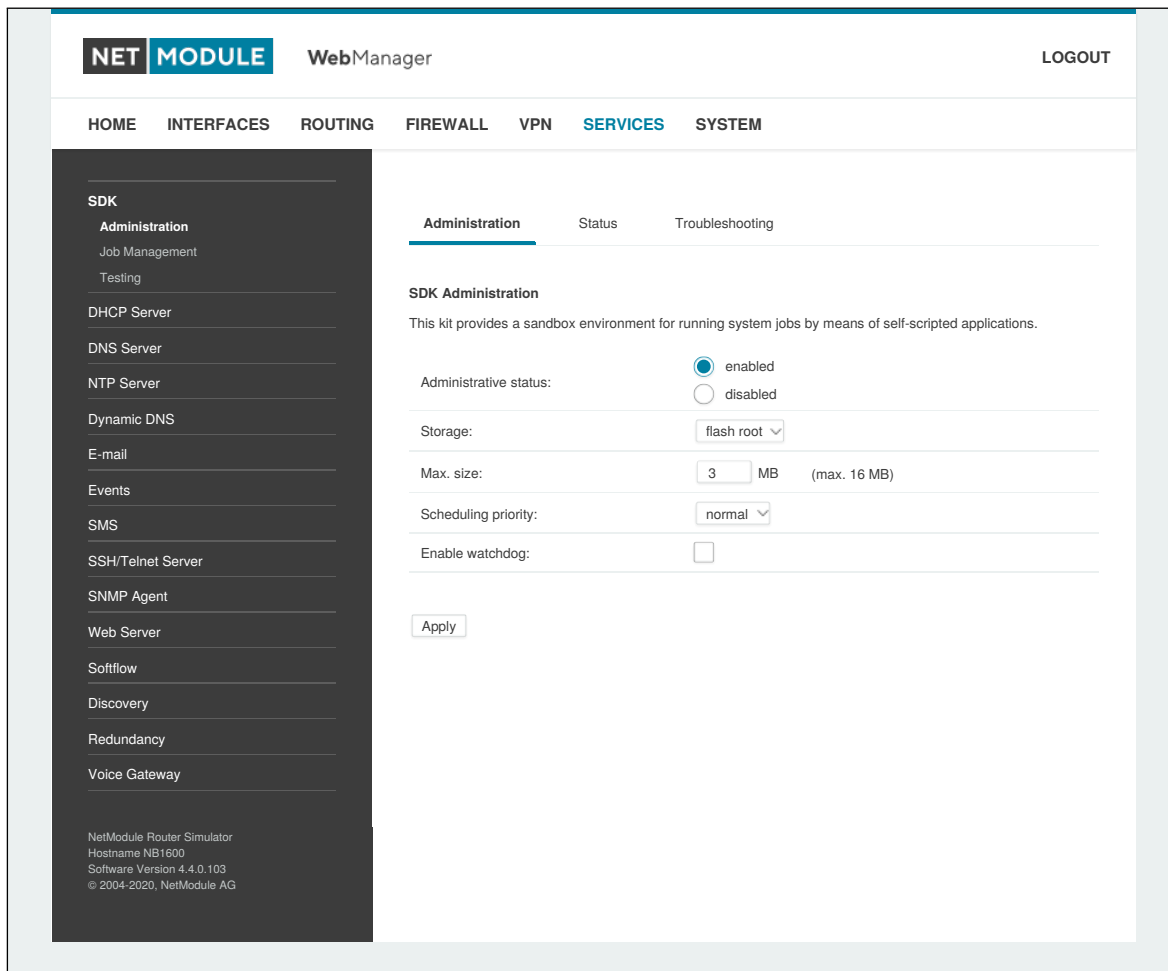 NET MODULE WebManager LOGOUT
HOME INTERFACES ROUTING FIREWALL VPN SERVICES SYSTEM
SDK
Administration
Job Management
Testing
DHCP Server
DNS Server
NTP Server
Dynamic DNS
E-mail
Events
SMS
SSH/Telnet Server
SNMP Agent
Web Server
Softflow
Discovery
Redundancy
Voice Gateway
NetModule Router Simulator
Hostname NB1600
Software Version 4.4.0.103
© 2004-2020, NetModule AG
Administration Status Troubleshooting
SDK Administration
This kit provides a sandbox environment for running system jobs by means of self-scripted applications.
Administrative status:
enabled
disabled
Storage: flash root
Max. size: 3 MB (max. 16 MB)
Scheduling priority: normal
Enable watchdog:
Apply